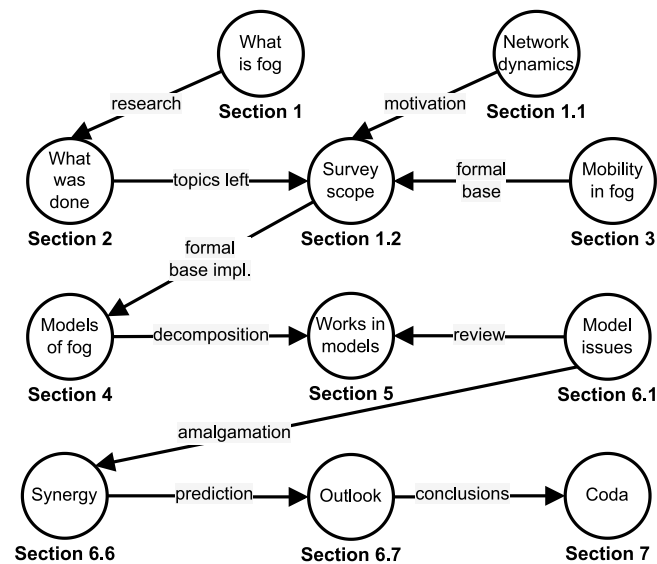 What
is fog
Section 1
Network
dynamics
Section 1.1
research
motivation
What
was
done
Section 2
topics left
Survey
scope
Section 1.2
formal
base
Mobility
in fog
Section 3
formal
base impl.
Models
of fog
Section 4
decomposition
Works in
models
Section 5
review
Model
issues
Section 6.1
amalgamation
Synergy
Section 6.6
prediction
Outlook
Section 6.7
conclusions
Coda
Section 7